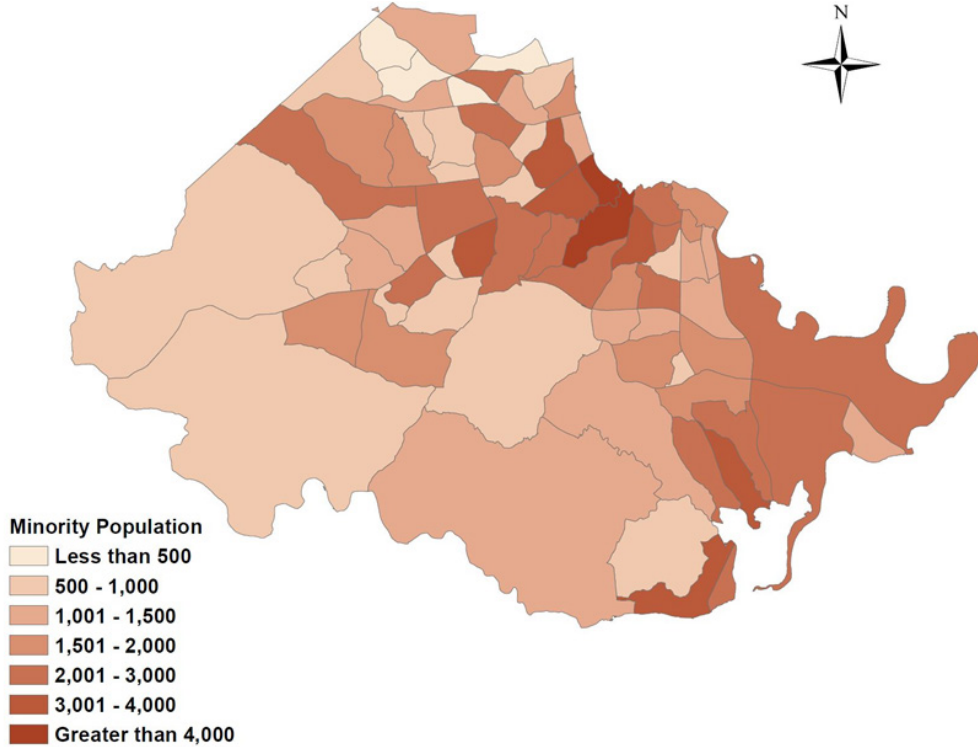 N
Minority Population
Less than 500
500 - 1,000
1,001 - 1,500
1,501 - 2,000
2,001 - 3,000
3,001 - 4,000
Greater than 4,000